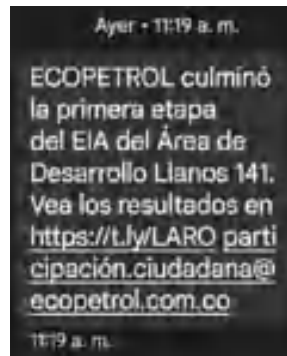 Ayer • 11:19 a. m.
ECOPETROL culminó
la primera etapa
del EIA del Área de
Desarrollo Llanos 141.
Vea los resultados en
https://t.ly/LARO parti
cipación.ciudadana@
ecopetrol.com.co
11:19 a. m.